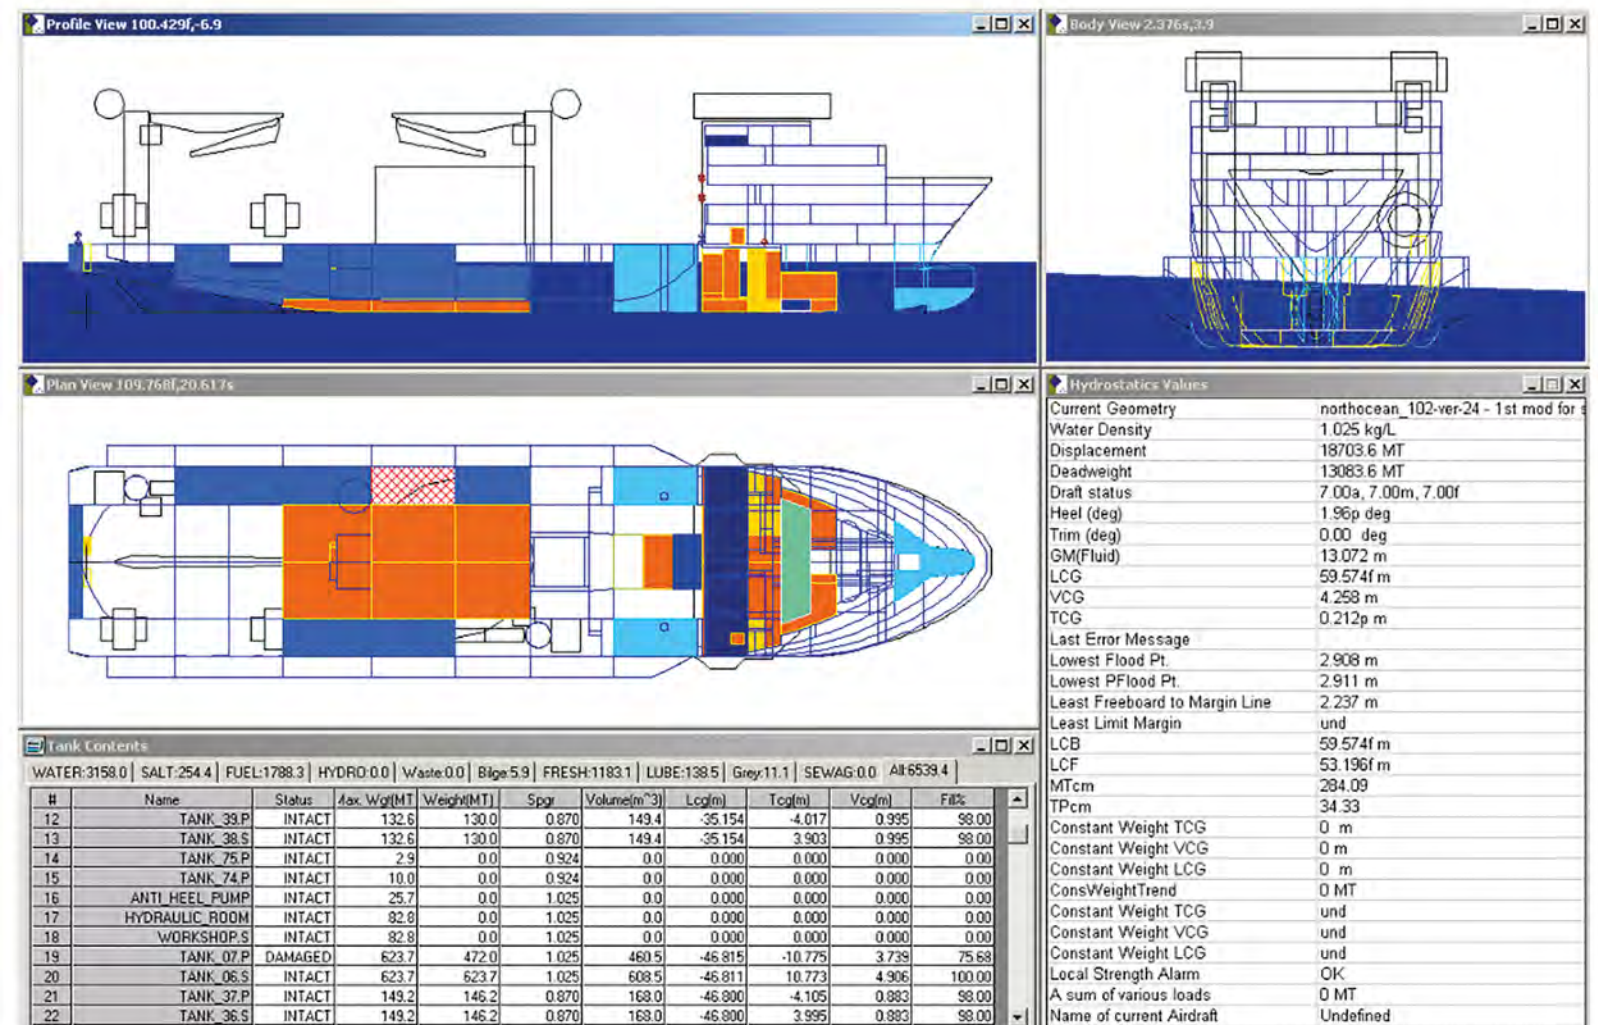 Profile View 100.429f,-6.9
Body View 2.376s,3.9
Plan View 109.768f,20.617s
Hydrostatics Values
Current Geometry northocean_102-ver-24 - 1st mod for s
Water Density 1.025 kg/L
Displacement 18703.6 MT
Deadweight 13083.6 MT
Draft status 7.00a, 7.00m, 7.00f
Heel (deg) 1.96p deg
Trim (deg) 0.00 deg
GM(Fluid) 13.072 m
LCG 59.574f m
VCG 4.258 m
TCG 0.212p m
Last Error Message
Lowest Flood Pt. 2.908 m
Lowest PFlood Pt. 2.911 m
Least Freeboard to Margin Line 2.237 m
Least Limit Margin und
LCB 59.574f m
LCF 53.196f m
MTcm 284.09
TPcm 34.33
Constant Weight TCG 0 m
Constant Weight VCG 0 m
Constant Weight LCG 0 m
ConsWeightTrend 0 MT
Constant Weight TCG und
Constant Weight VCG und
Constant Weight LCG und
Local Strength Alarm OK
A sum of various loads 0 MT
Name of current Airdraft Undefined
Tank Contents
WATER:3158.0 SALT:254.4 FUEL:1788.3 HYDRO:0.0 Waste:0.0 Bilge:5.9 FRESH:1183.1 LUBE:138.5 Grey:11.1 SEWAG:0.0 All:6539.4
# Name Status Max. Wgt(MT Weight(MT) Spgr Volume(m^3) Lcg(m) Tcg(m) Vcg(m) Fill%
12 TANK_39.P INTACT 132.6 130.0 0.870 149.4 -35.154 -4.017 0.995 98.00
13 TANK_38.S INTACT 132.6 130.0 0.870 149.4 -35.154 3.903 0.995 98.00
14 TANK_75.P INTACT 2.9 0.0 0.924 0.0 0.000 0.000 0.000 0.00
15 TANK_74.P INTACT 10.0 0.0 0.924 0.0 0.000 0.000 0.000 0.00
16 ANTI_HEEL_PUMP INTACT 25.7 0.0 1.025 0.0 0.000 0.000 0.000 0.00
17 HYDRAULIC_ROOM INTACT 82.8 0.0 1.025 0.0 0.000 0.000 0.000 0.00
18 WORKSHOP.S INTACT 82.8 0.0 1.025 0.0 0.000 0.000 0.000 0.00
19 TANK_07.P DAMAGED 623.7 472.0 1.025 460.5 -46.815 -10.775 3.739 75.68
20 TANK_06.S INTACT 623.7 623.7 1.025 608.5 -46.811 10.773 4.906 100.00
21 TANK_37.P INTACT 149.2 146.2 0.870 168.0 -46.800 -4.105 0.883 98.00
22 TANK_36.S INTACT 149.2 146.2 0.870 168.0 -46.800 3.995 0.883 98.00